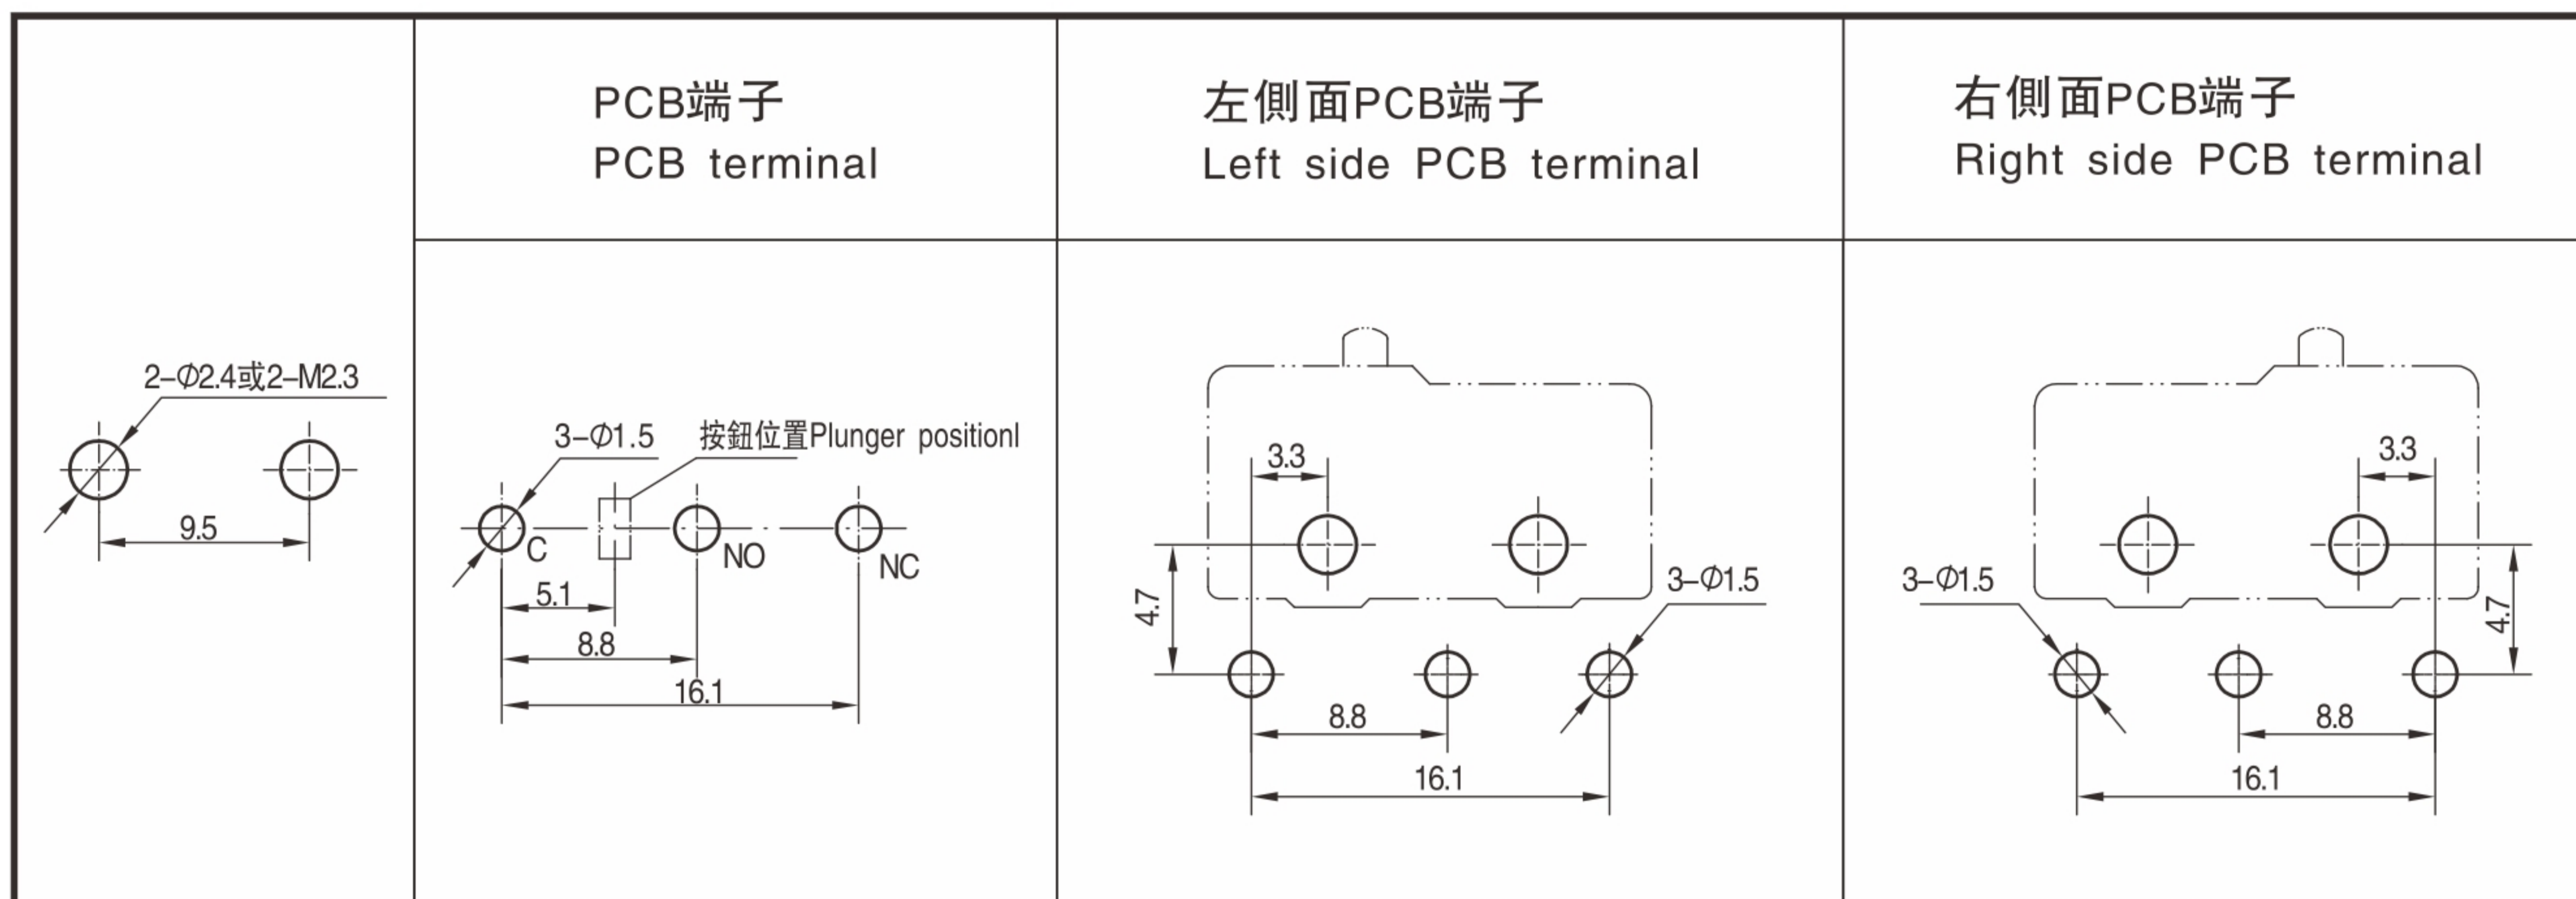 PCB端子
PCB terminal
左側面PCB端子
Left side PCB terminal
右側面PCB端子
Right side PCB terminal
2-Φ2.4或2-M2.3
9.5
3-Φ1.5
按鈕位置Plunger positionl
C
NO
NC
5.1
8.8
16.1
3.3
4.7
3-Φ1.5
8.8
16.1
3.3
3-Φ1.5
4.7
8.8
16.1